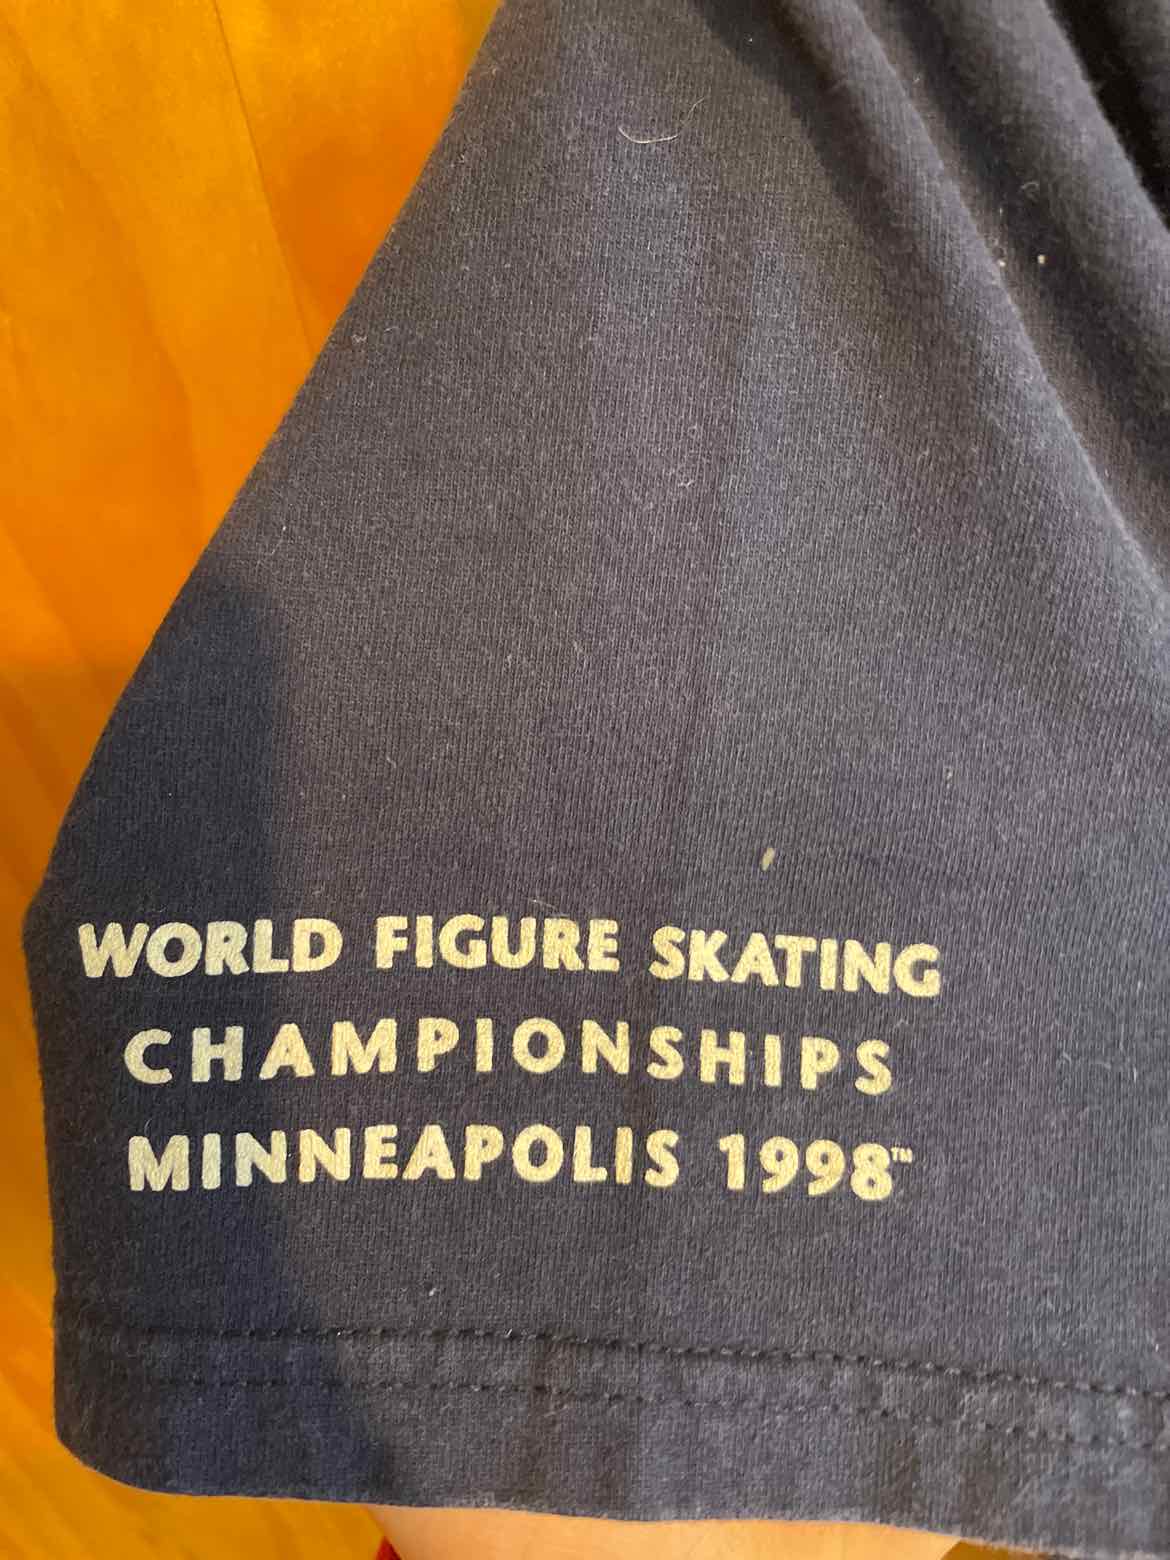 WORLD FIGURE SKATING
CHAMPIONSHIPS
MINNEAPOLIS 1998™